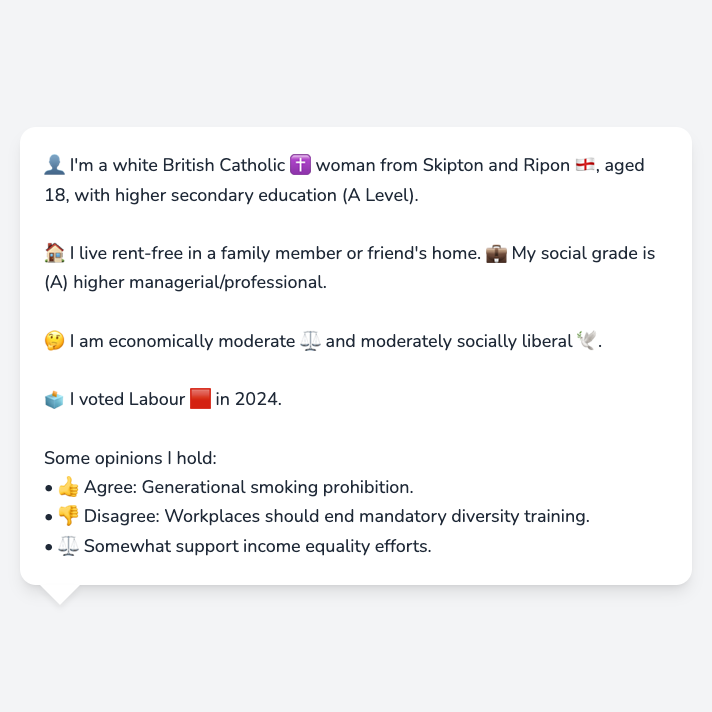 👤 I'm a white British Catholic ✝️ woman from Skipton and Ripon 🏴󠁧󠁢󠁥󠁮󠁧󠁿, aged
18, with higher secondary education (A Level).
🏠 I live rent-free in a family member or friend's home. 💼 My social grade is
(A) higher managerial/professional.
🤔 I am economically moderate ⚖️ and moderately socially liberal 🕊️.
🗳️ I voted Labour 🟥 in 2024.
Some opinions I hold:
• 👍 Agree: Generational smoking prohibition.
• 👎 Disagree: Workplaces should end mandatory diversity training.
• ⚖️ Somewhat support income equality efforts.